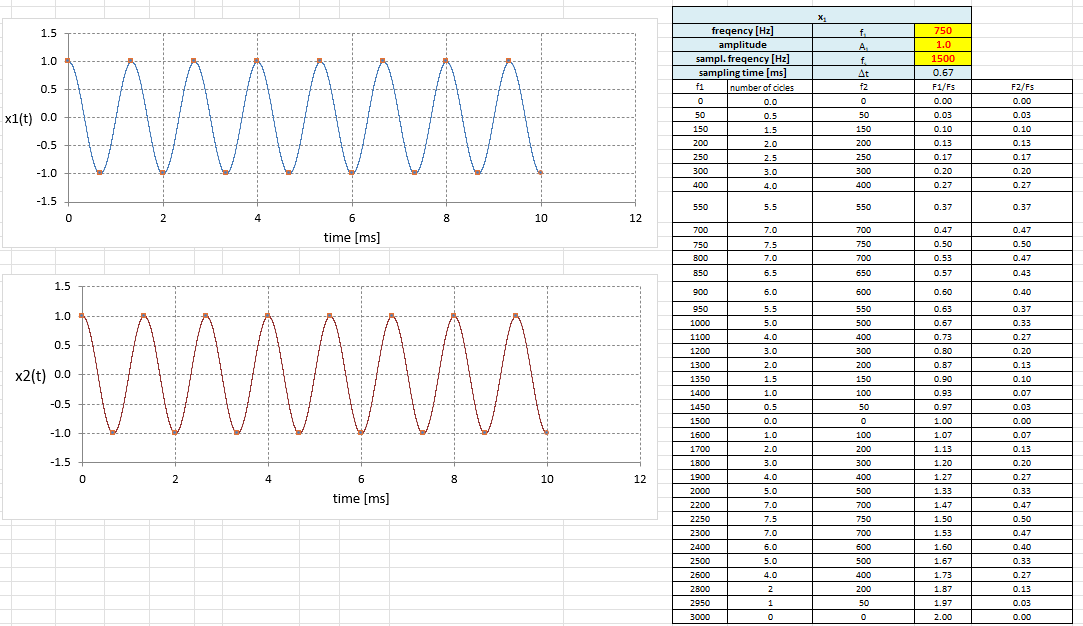 1.5
1.0
0.5
x1(t) 0.0
-0.5
-1.0
-1.5
0 2 4 6 8 10 12
time [ms]
1.5
1.0
0.5
x2(t) 0.0
-0.5
-1.0
-1.5
0 2 4 6 8 10 12
time [ms]
x₁
freqency [Hz] f₁ 750
amplitude A₁ 1.0
sampl. freqency [Hz] fₛ 1500
sampling time [ms] Δt 0.67
f1 number of cicles f2 F1/Fs F2/Fs
0 0.0 0 0.00 0.00
50 0.5 50 0.03 0.03
150 1.5 150 0.10 0.10
200 2.0 200 0.13 0.13
250 2.5 250 0.17 0.17
300 3.0 300 0.20 0.20
400 4.0 400 0.27 0.27
550 5.5 550 0.37 0.37
700 7.0 700 0.47 0.47
750 7.5 750 0.50 0.50
800 7.0 700 0.53 0.47
850 6.5 650 0.57 0.43
900 6.0 600 0.60 0.40
950 5.5 550 0.63 0.37
1000 5.0 500 0.67 0.33
1100 4.0 400 0.73 0.27
1200 3.0 300 0.80 0.20
1300 2.0 200 0.87 0.13
1350 1.5 150 0.90 0.10
1400 1.0 100 0.93 0.07
1450 0.5 50 0.97 0.03
1500 0.0 0 1.00 0.00
1600 1.0 100 1.07 0.07
1700 2.0 200 1.13 0.13
1800 3.0 300 1.20 0.20
1900 4.0 400 1.27 0.27
2000 5.0 500 1.33 0.33
2200 7.0 700 1.47 0.47
2250 7.5 750 1.50 0.50
2300 7.0 700 1.53 0.47
2400 6.0 600 1.60 0.40
2500 5.0 500 1.67 0.33
2600 4.0 400 1.73 0.27
2800 2 200 1.87 0.13
2950 1 50 1.97 0.03
3000 0 0 2.00 0.00